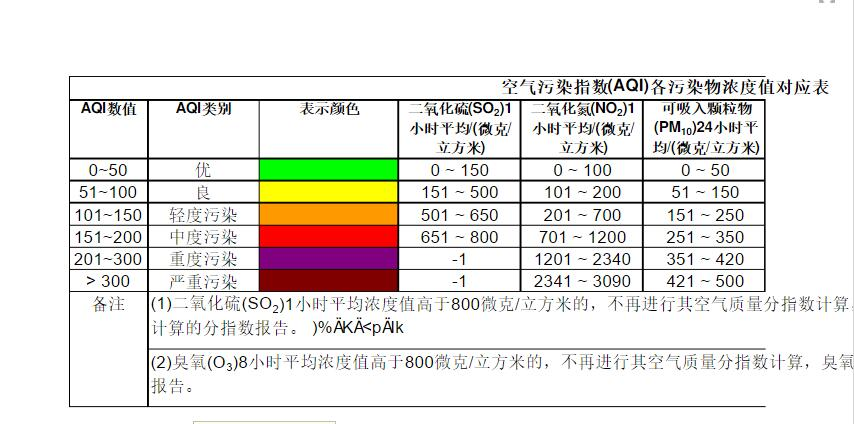 空气污染指数(AQI)各污染物浓度值对应表
AQI数值 AQI类别 表示颜色 二氧化硫(SO₂)1小时平均/(微克/立方米) 二氧化氮(NO₂)1小时平均/(微克/立方米) 可吸入颗粒物(PM₁₀)24小时平均/(微克/立方米)
0~50 优 0 ~ 150 0 ~ 100 0 ~ 50
51~100 良 151 ~ 500 101 ~ 200 51 ~ 150
101~150 轻度污染 501 ~ 650 201 ~ 700 151 ~ 250
151~200 中度污染 651 ~ 800 701 ~ 1200 251 ~ 350
201~300 重度污染 -1 1201 ~ 2340 351 ~ 420
> 300 严重污染 -1 2341 ~ 3090 421 ~ 500
备注 (1)二氧化硫(SO₂)1小时平均浓度值高于800微克/立方米的，不再进行其空气质量分指数计算
计算的分指数报告。 )%ÄKÄ<pÄIk
(2)臭氧(O₃)8小时平均浓度值高于800微克/立方米的，不再进行其空气质量分指数计算，臭氧
报告。